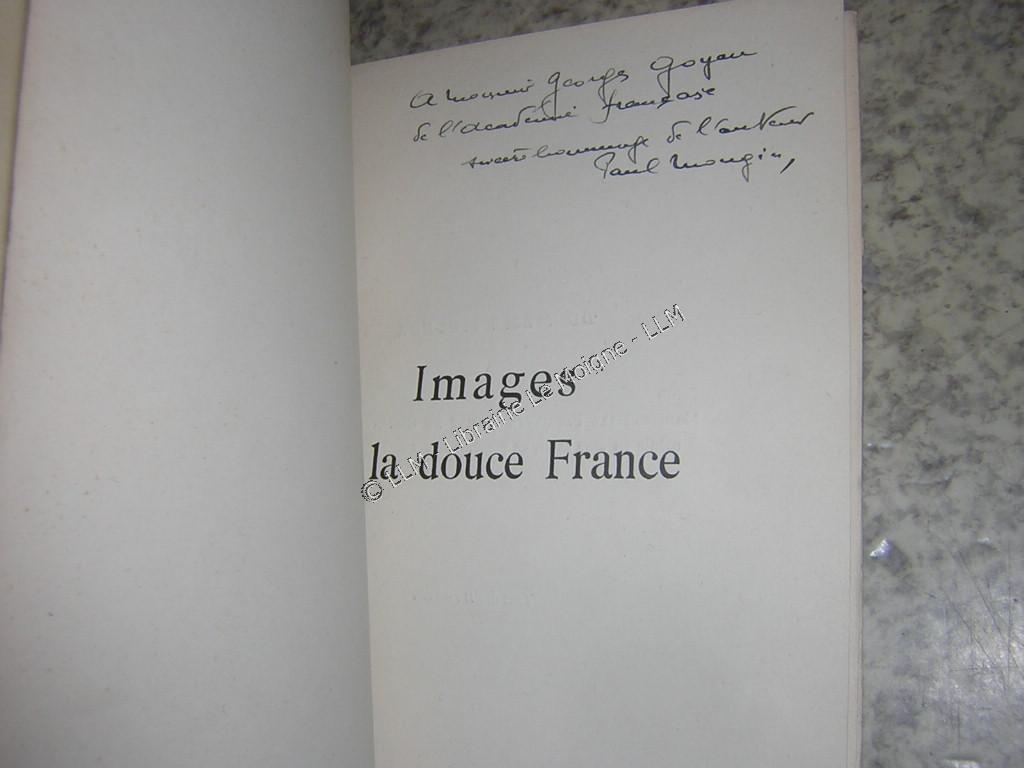 A monsieur Georges Goyau
de l'académie française
sincère hommage de l'auteur
Paul Mougin,
Images
la douce France
© LLM - Librairie Le Moigne - LLM